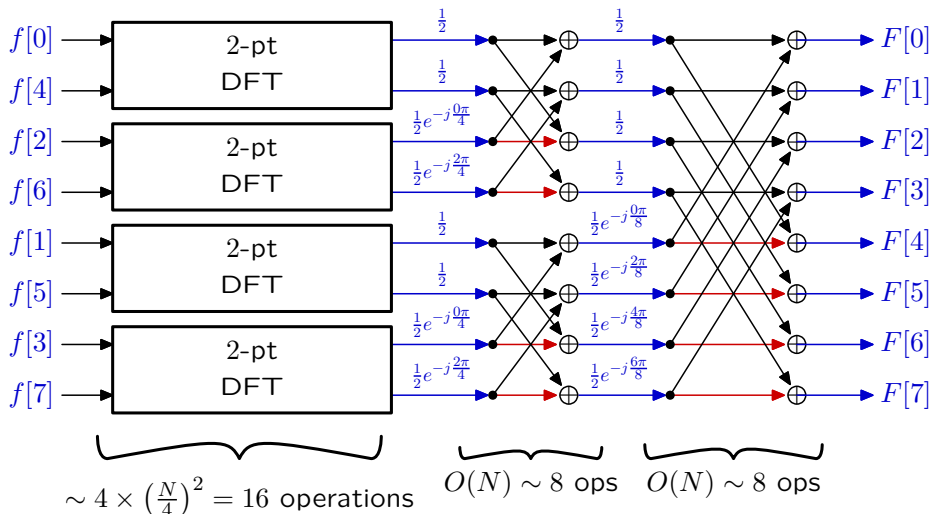 f[0] 2-pt 1/2 1/2 F[0]
DFT
f[4] 1/2 1/2 F[1]
f[2] 2-pt 1/2 e^{-j 0π/4} 1/2 F[2]
DFT
f[6] 1/2 e^{-j 2π/4} 1/2 F[3]
f[1] 2-pt 1/2 1/2 e^{-j 0π/8} F[4]
DFT
f[5] 1/2 1/2 e^{-j 2π/8} F[5]
f[3] 2-pt 1/2 e^{-j 0π/4} 1/2 e^{-j 4π/8} F[6]
DFT
f[7] 1/2 e^{-j 2π/4} 1/2 e^{-j 6π/8} F[7]
∼ 4 × (N/4)² = 16 operations
O(N) ∼ 8 ops
O(N) ∼ 8 ops